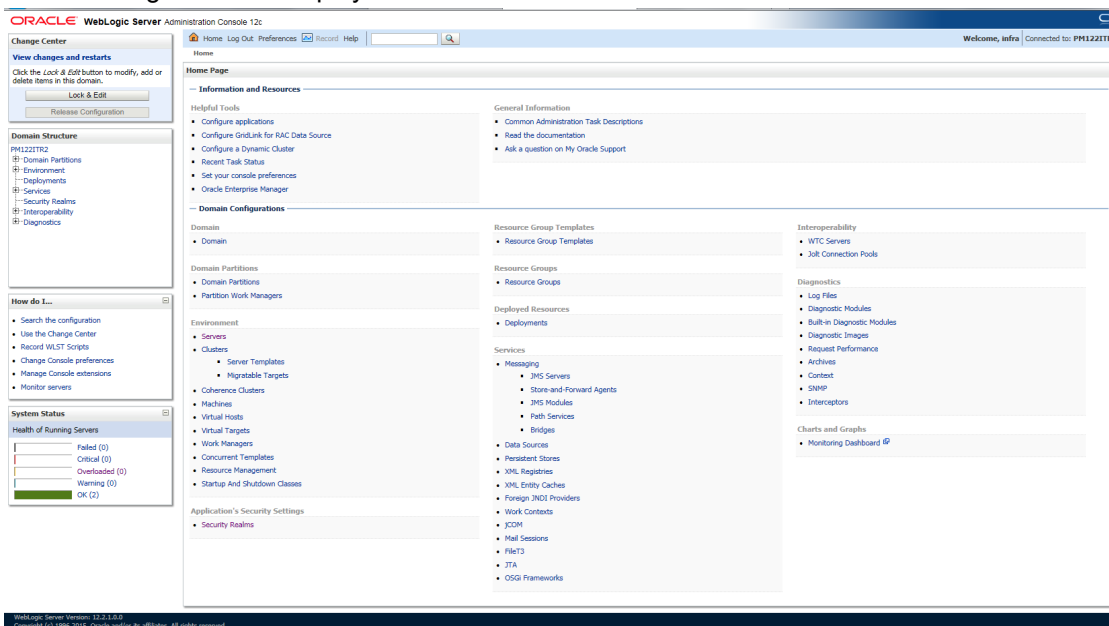 ORACLE WebLogic Server Administration Console 12c
Change Center
View changes and restarts
Click the Lock & Edit button to modify, add or
delete items in this domain.
Lock & Edit
Release Configuration
Domain Structure
PM122ITR2
Domain Partitions
Environment
Deployments
Services
Security Realms
Interoperability
Diagnostics
How do I...
Search the configuration
Use the Change Center
Record WLST Scripts
Change Console preferences
Manage Console extensions
Monitor servers
System Status
Health of Running Servers
Failed (0)
Critical (0)
Overloaded (0)
Warning (0)
OK (2)
Home Log Out Preferences Record Help
Welcome, infra Connected to: PM122IT
Home
Home Page
Information and Resources
Helpful Tools
Configure applications
Configure GridLink for RAC Data Source
Configure a Dynamic Cluster
Recent Task Status
Set your console preferences
Oracle Enterprise Manager
General Information
Common Administration Task Descriptions
Read the documentation
Ask a question on My Oracle Support
Domain Configurations
Domain
Domain
Domain Partitions
Domain Partitions
Partition Work Managers
Environment
Servers
Clusters
Server Templates
Migratable Targets
Coherence Clusters
Machines
Virtual Hosts
Virtual Targets
Work Managers
Concurrent Templates
Resource Management
Startup And Shutdown Classes
Application's Security Settings
Security Realms
Resource Group Templates
Resource Group Templates
Resource Groups
Resource Groups
Deployed Resources
Deployments
Services
Messaging
JMS Servers
Store-and-Forward Agents
JMS Modules
Path Services
Bridges
Data Sources
Persistent Stores
XML Registries
XML Entity Caches
Foreign JNDI Providers
Work Contexts
jCOM
Mail Sessions
FileT3
JTA
OSGi Frameworks
Interoperability
WTC Servers
Jolt Connection Pools
Diagnostics
Log Files
Diagnostic Modules
Built-in Diagnostic Modules
Diagnostic Images
Request Performance
Archives
Context
SNMP
Interceptors
Charts and Graphs
Monitoring Dashboard
WebLogic Server Version: 12.2.1.0.0